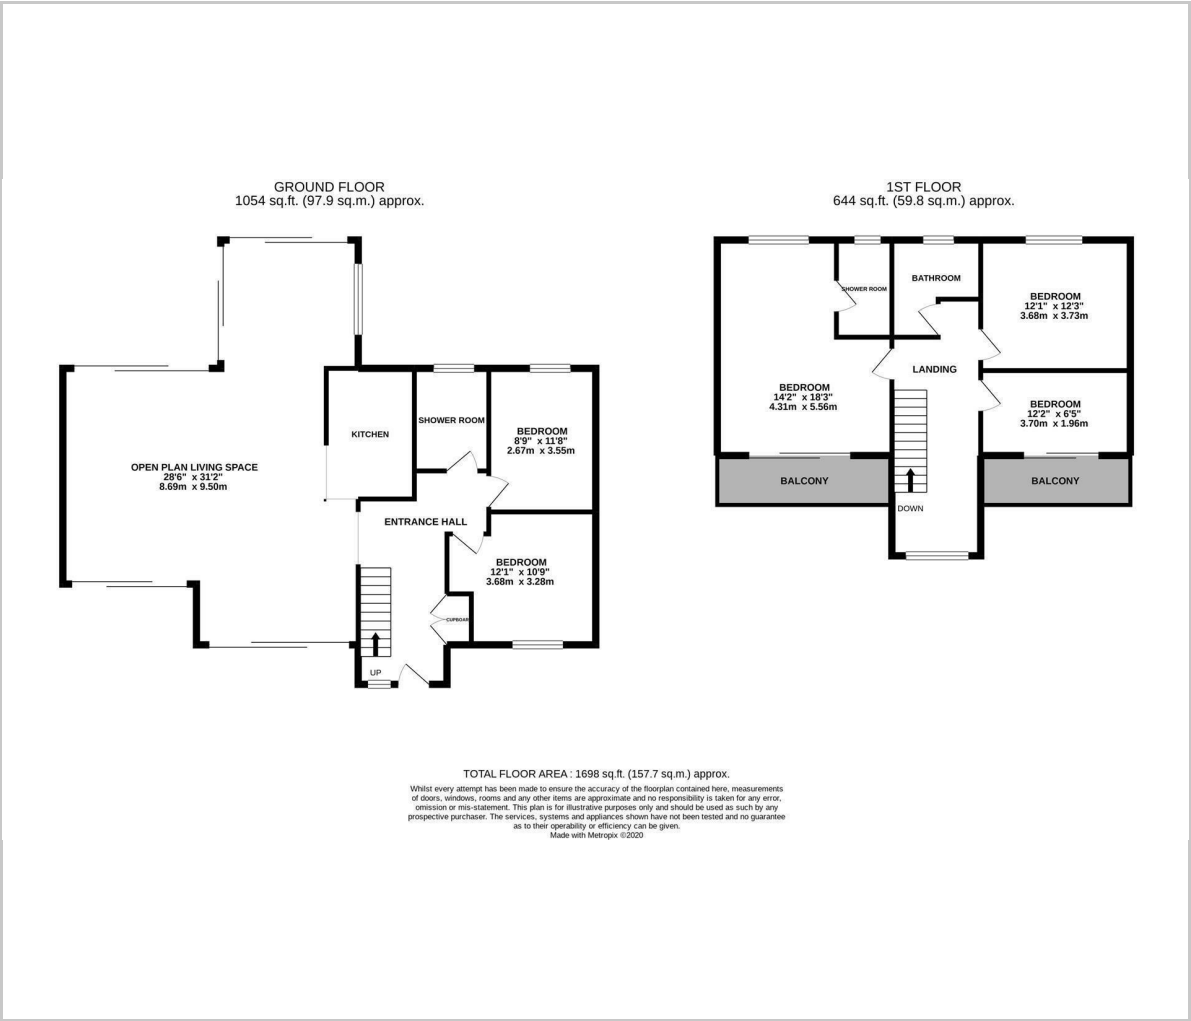 GROUND FLOOR
1054 sq.ft. (97.9 sq.m.) approx.
OPEN PLAN LIVING SPACE
28'6" x 31'2"
8.69m x 9.50m
KITCHEN
SHOWER ROOM
BEDROOM
8'9" x 11'8"
2.67m x 3.55m
ENTRANCE HALL
BEDROOM
12'1" x 10'9"
3.68m x 3.28m
CUPBOAR
UP
1ST FLOOR
644 sq.ft. (59.8 sq.m.) approx.
SHOWER ROOM
BATHROOM
BEDROOM
12'1" x 12'3"
3.68m x 3.73m
LANDING
BEDROOM
14'2" x 18'3"
4.31m x 5.56m
BEDROOM
12'2" x 6'5"
3.70m x 1.96m
BALCONY
BALCONY
DOWN
TOTAL FLOOR AREA : 1698 sq.ft. (157.7 sq.m.) approx.
Whilst every attempt has been made to ensure the accuracy of the floorplan contained here, measurements
of doors, windows, rooms and any other items are approximate and no responsibility is taken for any error,
omission or mis-statement. This plan is for illustrative purposes only and should be used as such by any
prospective purchaser. The services, systems and appliances shown have not been tested and no guarantee
as to their operability or efficiency can be given.
Made with Metropix ©2020